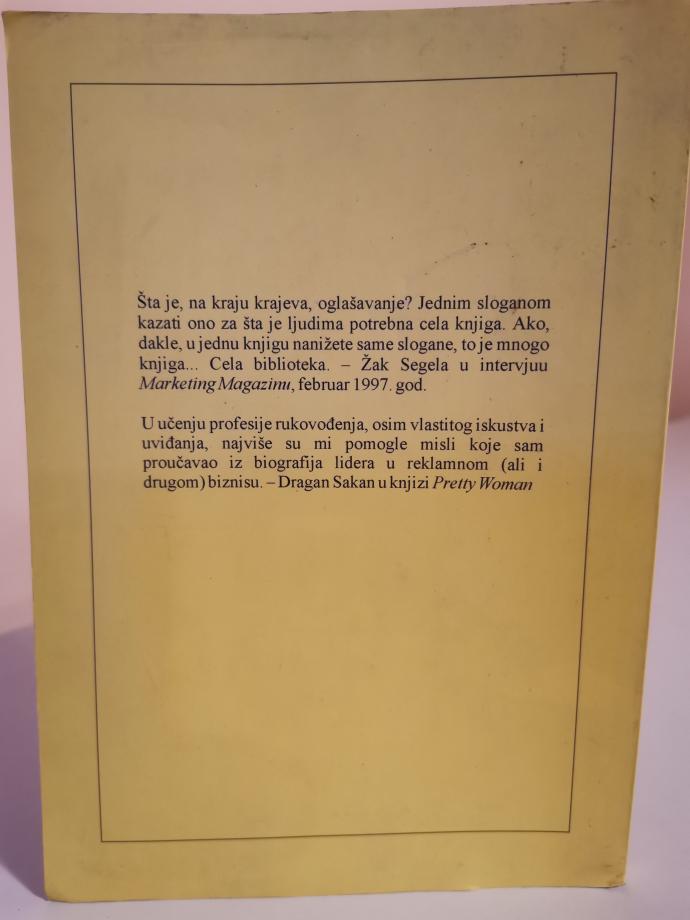 Šta je, na kraju krajeva, oglašavanje? Jednim sloganom
kazati ono za šta je ljudima potrebna cela knjiga. Ako,
dakle, u jednu knjigu nanižete same slogane, to je mnogo
knjiga... Cela biblioteka. – Žak Segela u intervjuu
Marketing Magazinu, februar 1997. god.
U učenju profesije rukovođenja, osim vlastitog iskustva i
uviđanja, najviše su mi pomogle misli koje sam
proučavao iz biografija lidera u reklamnom (ali i
drugom) biznisu. – Dragan Sakan u knjizi Pretty Woman